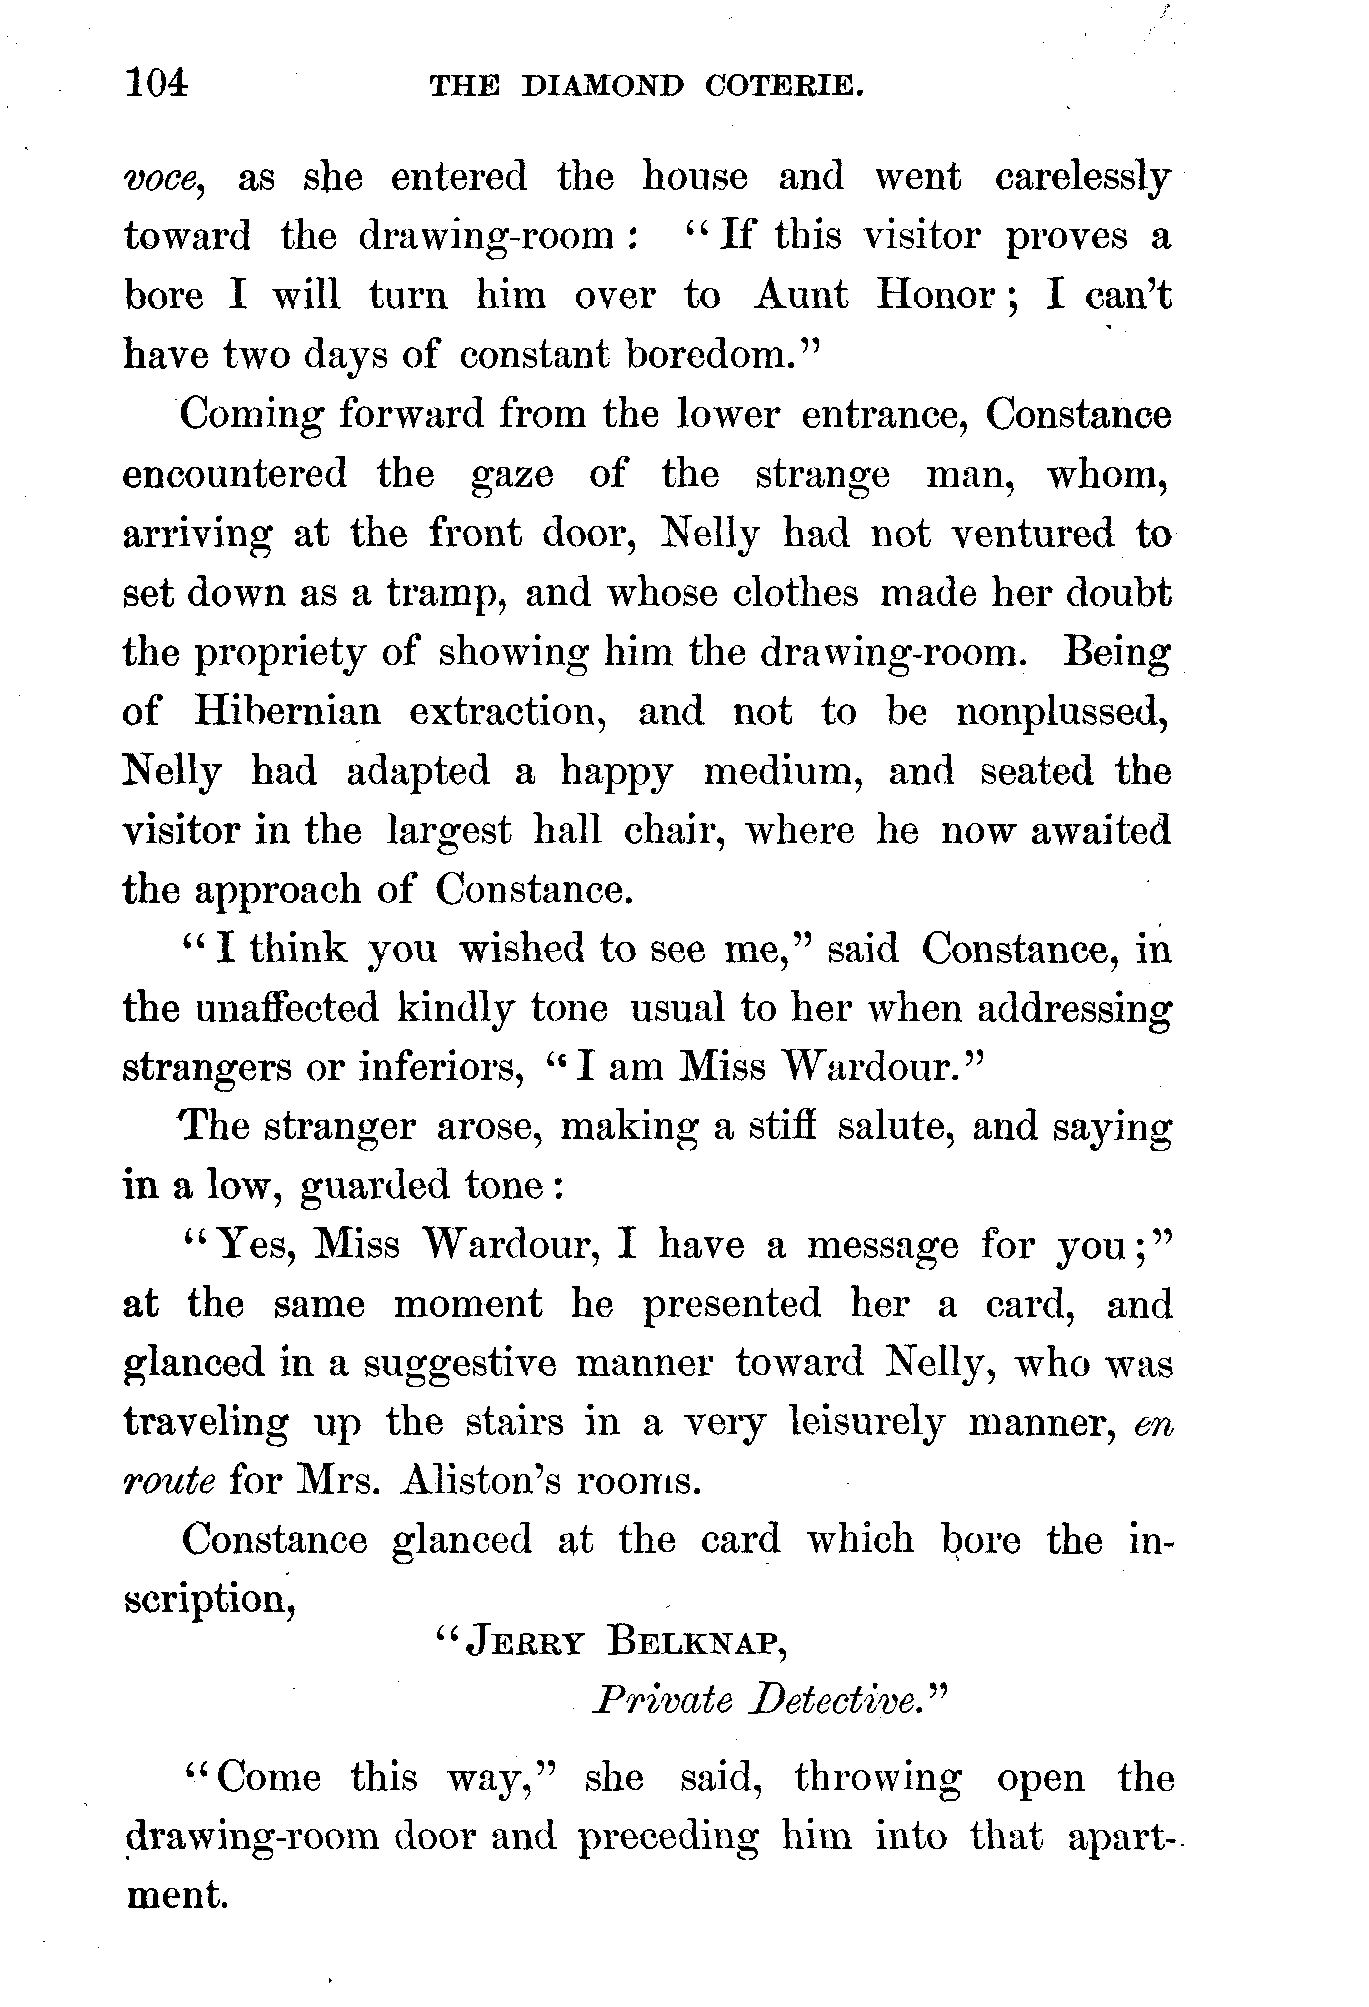 104 THE DIAMOND COTERIE.
voce, as she entered the house and went carelessly
toward the drawing-room : " If this visitor proves a
bore I will turn him over to Aunt Honor ; I can't
have two days of constant boredom."
Coming forward from the lower entrance, Constance
encountered the gaze of the strange man, whom,
arriving at the front door, Nelly had not ventured to
set down as a tramp, and whose clothes made her doubt
the propriety of showing him the drawing-room. Being
of Hibernian extraction, and not to be nonplussed,
Nelly had adapted a happy medium, and seated the
visitor in the largest hall chair, where he now awaited
the approach of Constance.
" I think you wished to see me," said Constance, in
the unaffected kindly tone usual to her when addressing
strangers or inferiors, " I am Miss Wardour."
The stranger arose, making a stiff salute, and saying
in a low, guarded tone :
" Yes, Miss Wardour, I have a message for you ;"
at the same moment he presented her a card, and
glanced in a suggestive manner toward Nelly, who was
traveling up the stairs in a very leisurely manner, en
route for Mrs. Aliston's rooms.
Constance glanced at the card which bore the in-
scription,
"JERRY BELKNAP,
Private Detective."
"Come this way," she said, throwing open the
drawing-room door and preceding him into that apart-
ment.